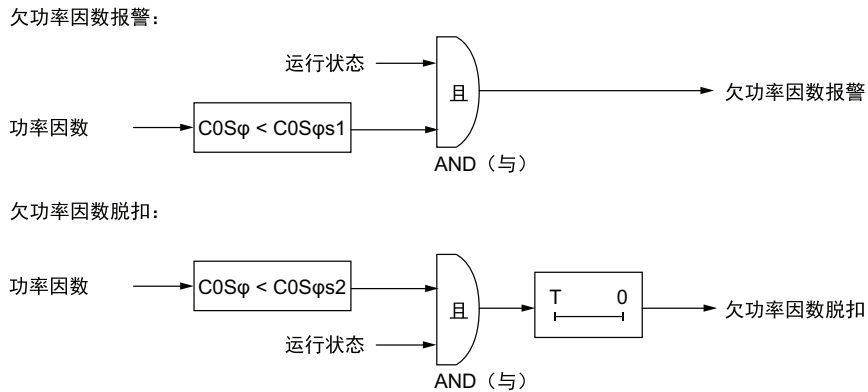 欠功率因数报警：
运行状态
功率因数
C0Sφ < C0Sφs1
且
AND（与）
欠功率因数报警
欠功率因数脱扣：
功率因数
C0Sφ < C0Sφs2
运行状态
且
AND（与）
T 0
欠功率因数脱扣